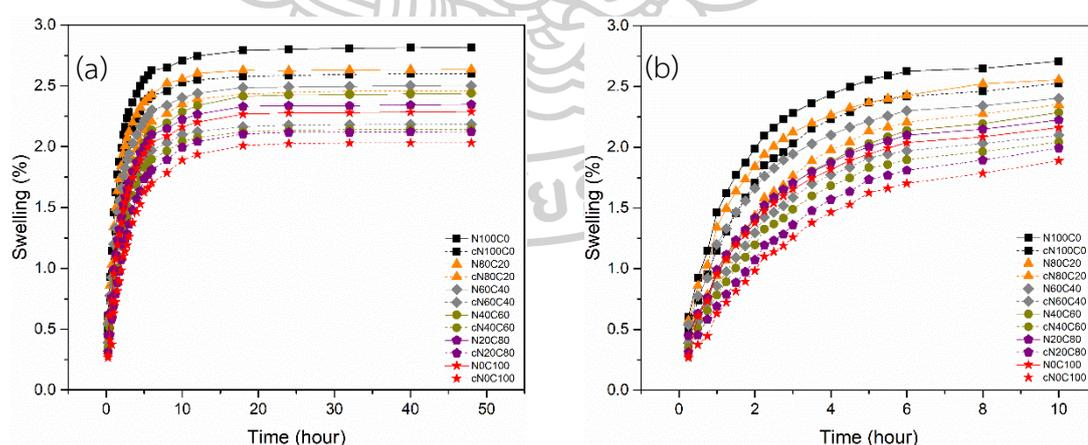 (a)
3.0
2.5
2.0
1.5
1.0
0.5
0.0
Swelling (%)
0
10
20
30
40
50
Time (hour)
N100C0
cN100C0
N80C20
cN80C20
N60C40
cN60C40
N40C60
cN40C60
N20C80
cN20C80
N0C100
cN0C100
(b)
3.0
2.5
2.0
1.5
1.0
0.5
0.0
Swelling (%)
0
2
4
6
8
10
Time (hour)
N100C0
cN100C0
N80C20
cN80C20
N60C40
cN60C40
N40C60
cN40C60
N20C80
cN20C80
N0C100
cN0C100